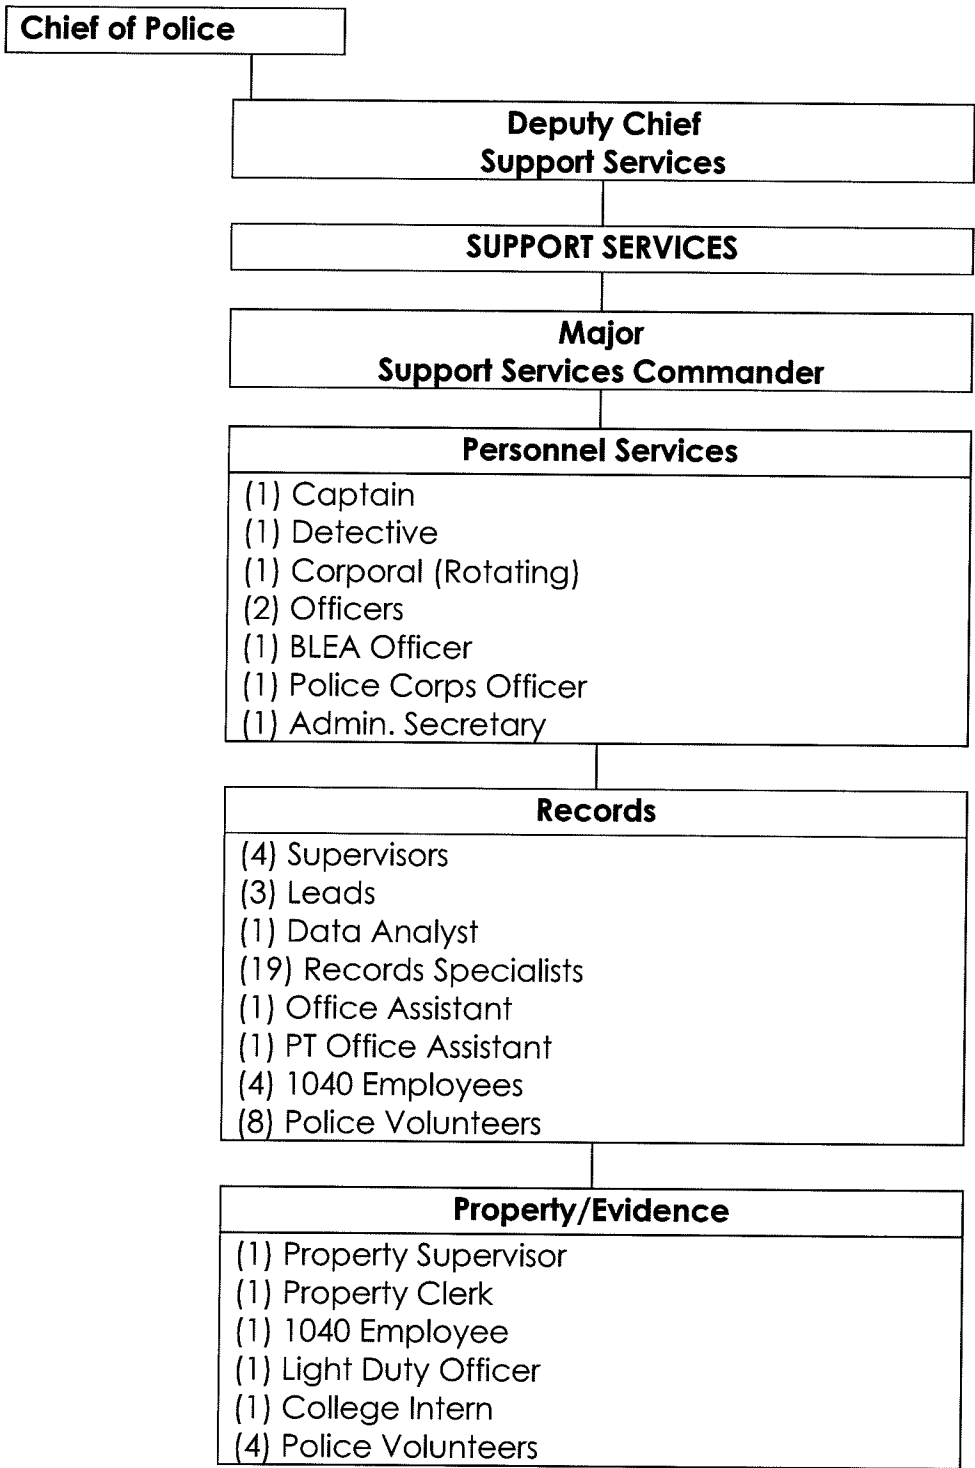 Chief of Police
Deputy Chief
Support Services
SUPPORT SERVICES
Major
Support Services Commander
Personnel Services
(1) Captain
(1) Detective
(1) Corporal (Rotating)
(2) Officers
(1) BLEA Officer
(1) Police Corps Officer
(1) Admin. Secretary
Records
(4) Supervisors
(3) Leads
(1) Data Analyst
(19) Records Specialists
(1) Office Assistant
(1) PT Office Assistant
(4) 1040 Employees
(8) Police Volunteers
Property/Evidence
(1) Property Supervisor
(1) Property Clerk
(1) 1040 Employee
(1) Light Duty Officer
(1) College Intern
(4) Police Volunteers